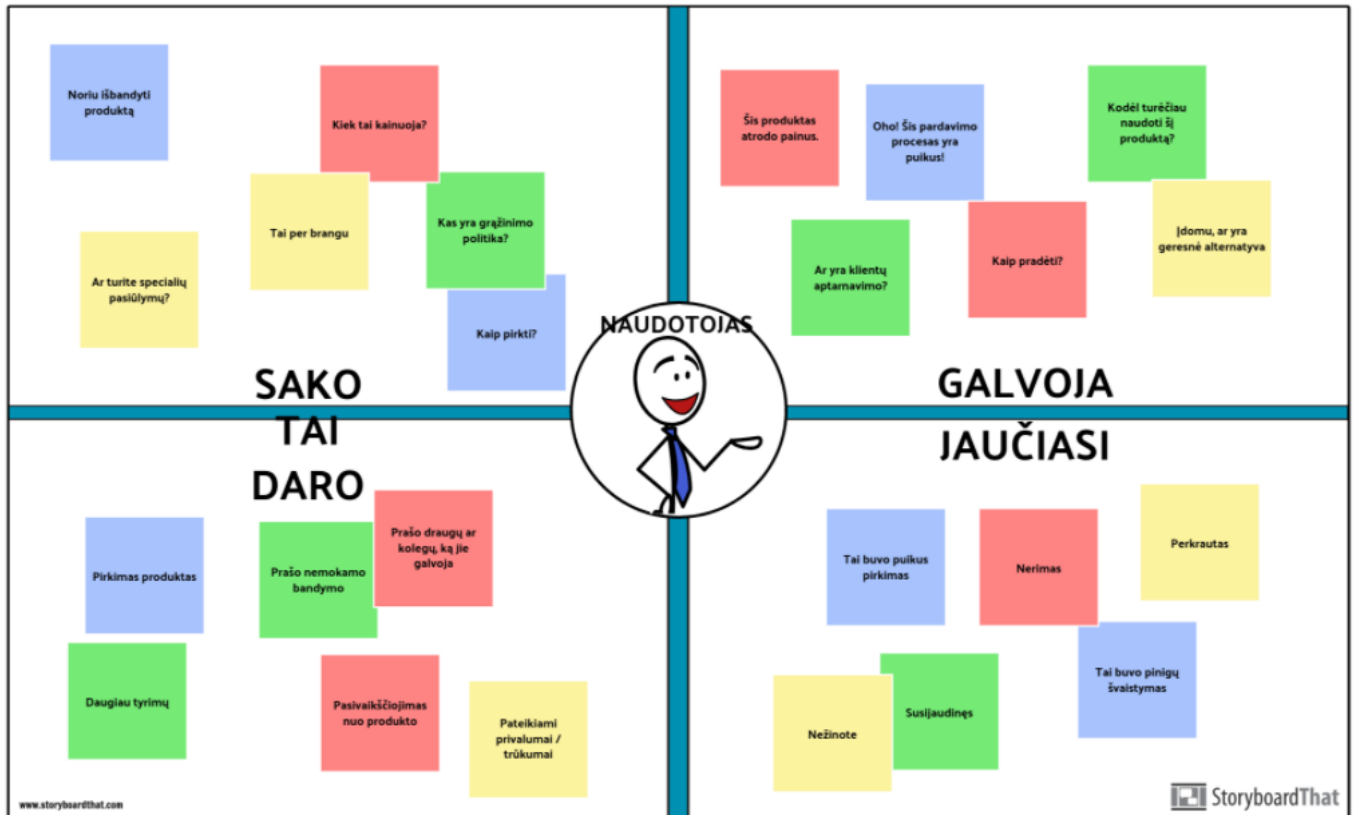 Noriu išbandyti
produktą
Kiek tai kainuoja?
Tai per brangu
Kas yra grąžinimo
politika?
Ar turite specialių
pasiūlymų?
Kaip pirkti?
SAKO
Šis produktas
atrodo painus.
Oho! Šis pardavimo
procesas yra
puikus!
Kodėl turėčiau
naudoti šį
produktą?
Ar yra klientų
aptarnavimo?
Kaip pradėti?
Įdomu, ar yra
geresnė alternatyva
GALVOJA
NAUDOTOJAS
TAI
DARO
Pirkimas produktas
Prašo nemokamo
bandymo
Prašo draugų ar
kolegų, ką jie
galvoja
Daugiau tyrimų
Pasivaikščiojimas
nuo produkto
Pateikiami
privalumai /
trūkumai
JAUČIASI
Tai buvo puikus
pirkimas
Nerimas
Perkrautas
Nežinote
Susijaudinęs
Tai buvo pinigų
švaistymas
www.storyboardthat.com
StoryboardThat